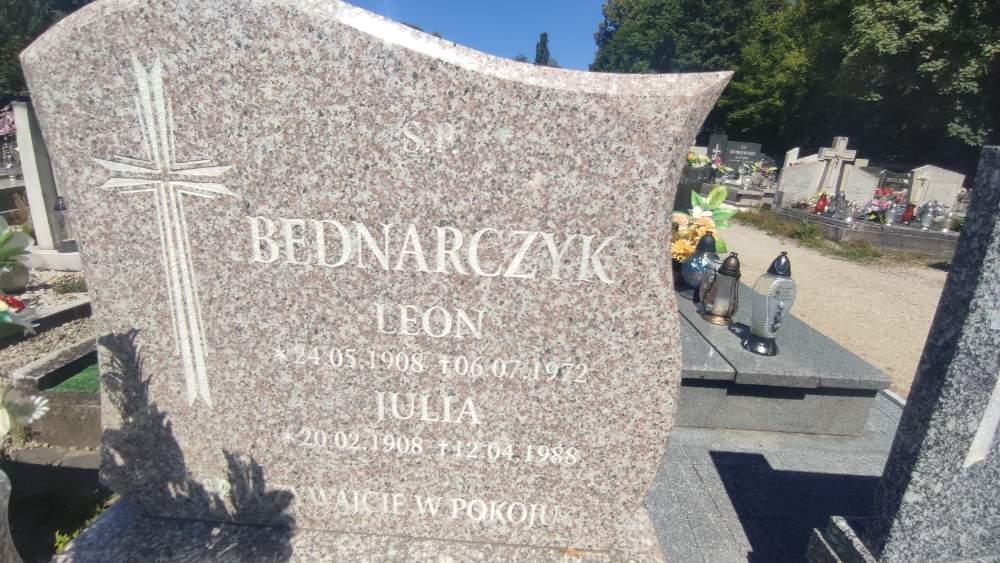 Ś.P.
BEDNARCZYK
LEON
*24.05.1908 †06.07.1972
JULIA
*20.02.1908 †12.04.1988
W POKOJU